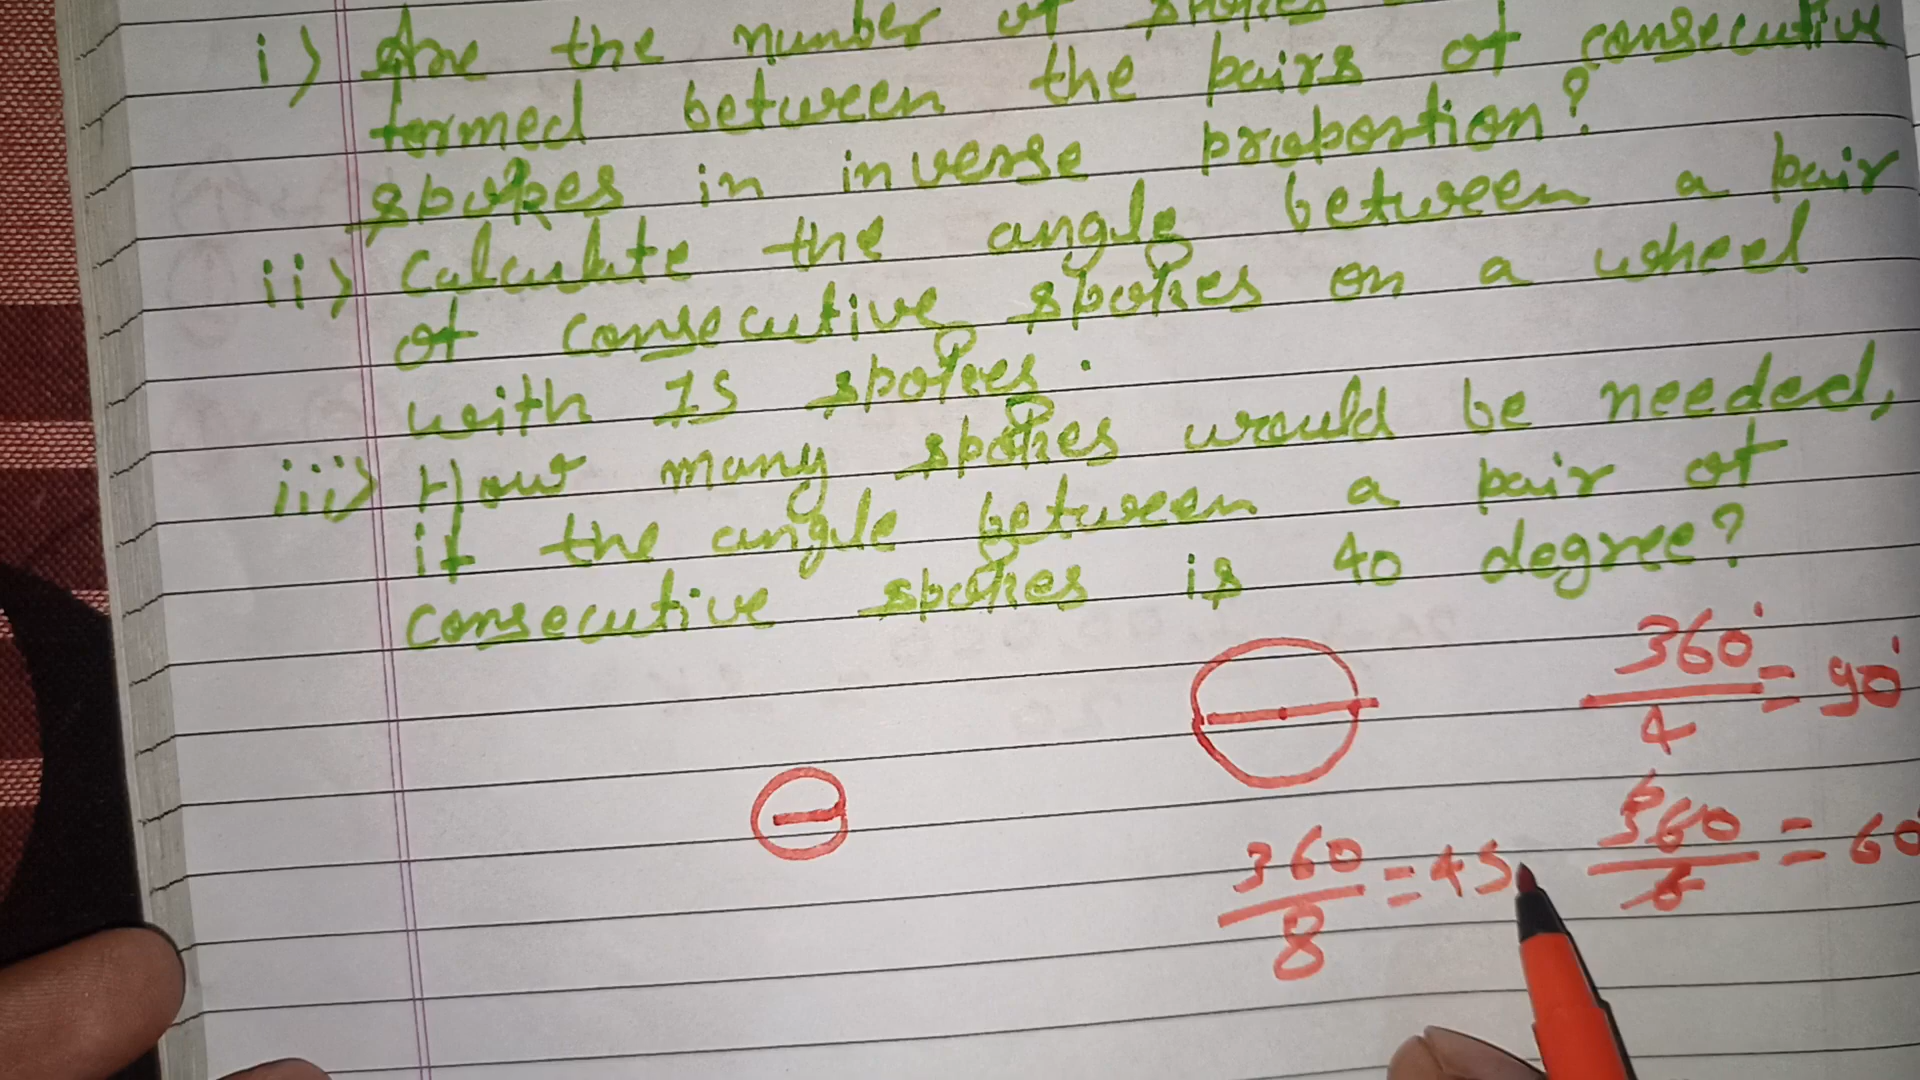 i) Are the number of spokes
formed between the pairs of consecutive
spokes in inverse proportion?
ii) Calculate the angle between a pair
of consecutive spokes on a wheel
with 15 spokes.
iii) How many spokes would be needed,
if the angle between a pair of
consecutive spokes is 40 degree?
360° / 4 = 90°
360 / 6 = 60
360 / 8 = 45